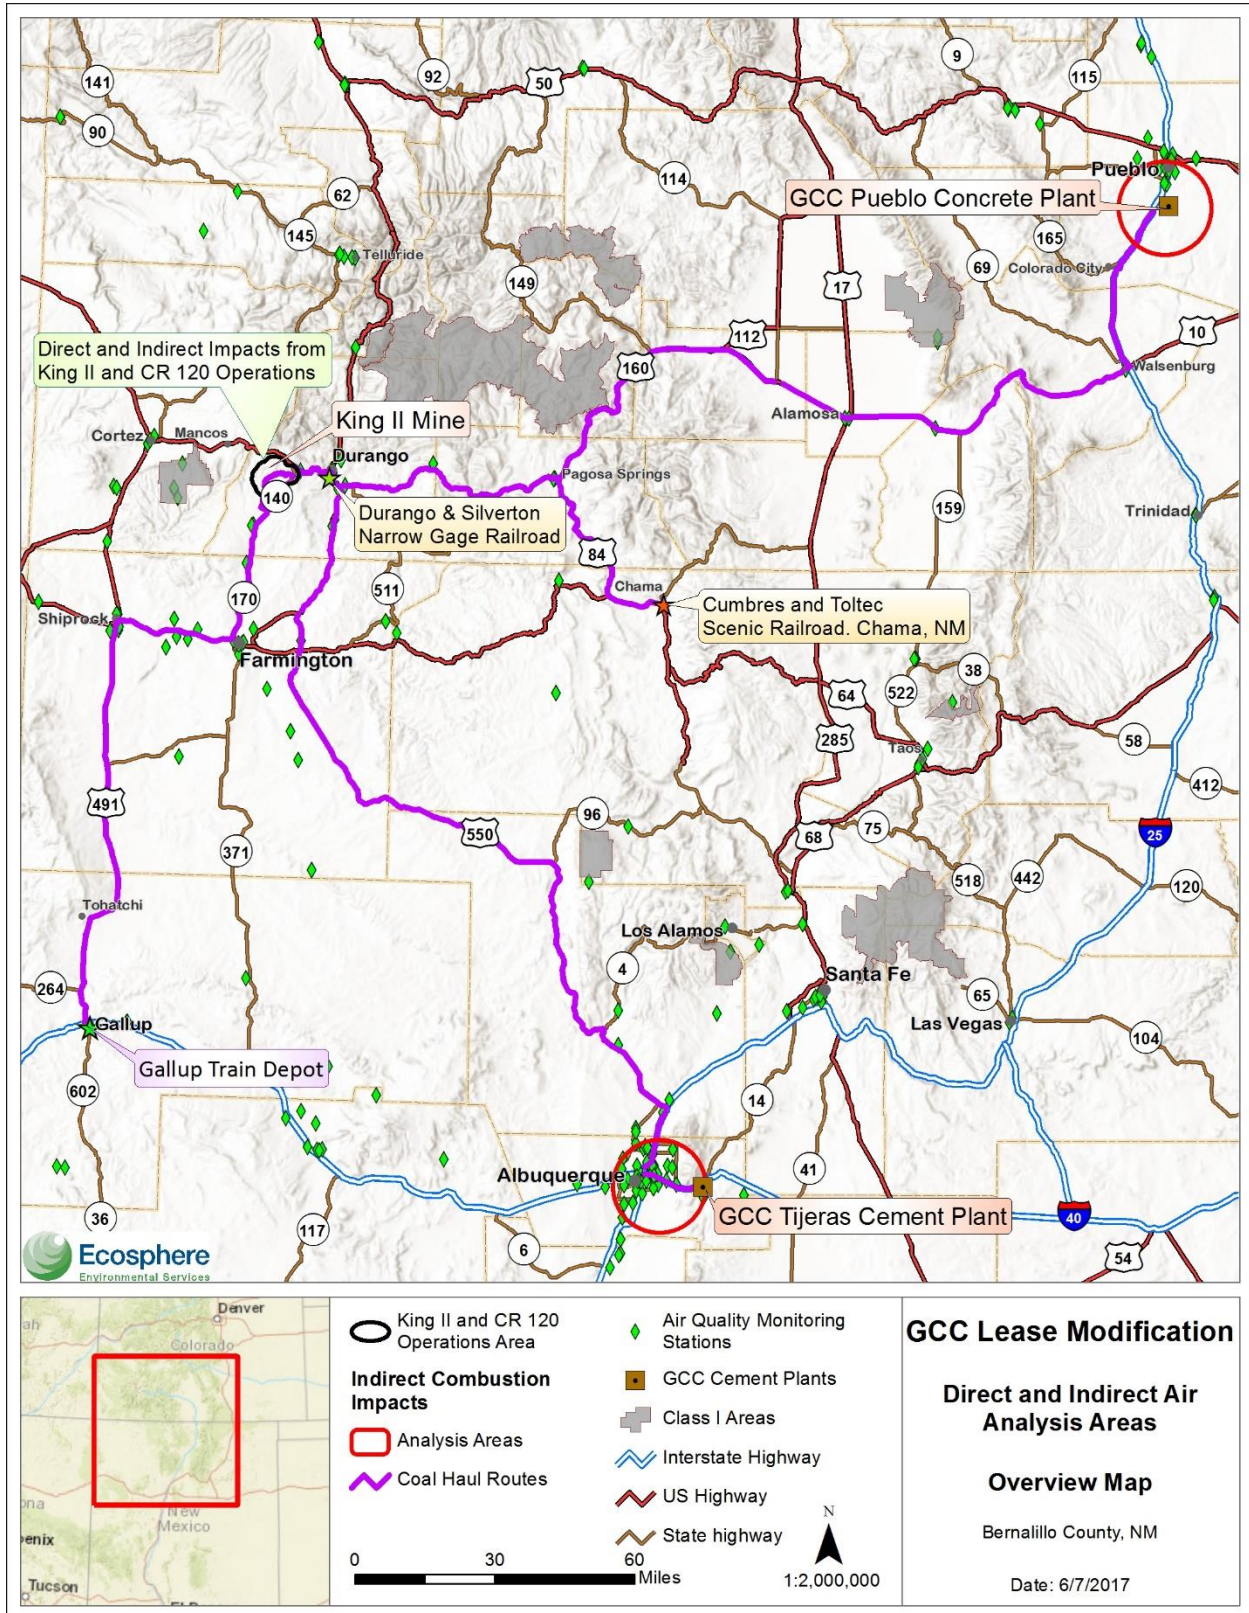 141
92
50
9
115
90
Pueblo
62
114
GCC Pueblo Concrete Plant
145
Telluride
165
149
17
69
Colorado City
Direct and Indirect Impacts from
King II and CR 120 Operations
112
10
160
Walsenburg
King II Mine
Alamosa
Cortez
Mancos
Durango
Pagosa Springs
140
Durango & Silverton
Narrow Gage Railroad
159
Trinidad
84
Chama
170
511
Shiprock
Cumbres and Toltec
Scenic Railroad. Chama, NM
Farmington
38
64
522
285
Taos
58
491
412
96
550
68
75
25
371
518
442
120
Tohatchi
Los Alamos
4
Santa Fe
264
65
Gallup
Las Vegas
104
Gallup Train Depot
602
14
Albuquerque
41
GCC Tijeras Cement Plant
36
117
40
6
54
Ecosphere
Environmental Services
Denver
ah
Colorado
ona
New
Mexico
oenix
Tucson
King II and CR 120
Operations Area
Indirect Combustion
Impacts
Analysis Areas
Coal Haul Routes
Air Quality Monitoring
Stations
GCC Cement Plants
Class I Areas
Interstate Highway
US Highway
State highway
N
0
30
60
Miles
1:2,000,000
GCC Lease Modification
Direct and Indirect Air
Analysis Areas
Overview Map
Bernalillo County, NM
Date: 6/7/2017